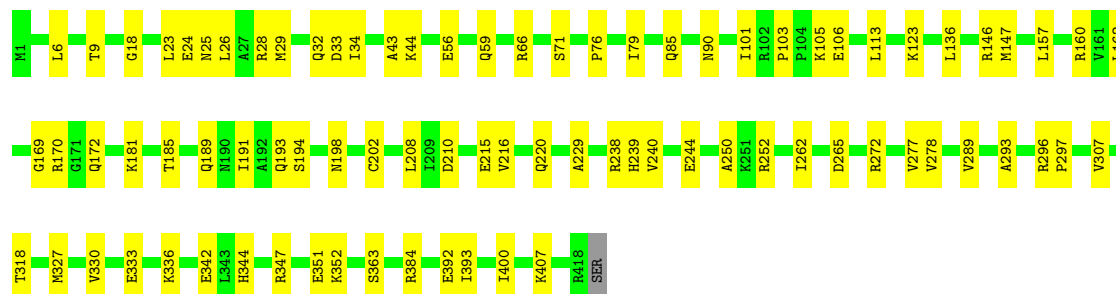 M1 L6 T9 G18 L23 E24 N25 L26 A27 R28 M29 Q32 D33 I34 A43 K44 E56 Q59 R66 S71 P76 I79 Q85 N90 I101 R102 P103 P104 K105 E106 L113 K123 L136 R146 M147 L157 R160 V161
G169 R170 G171 Q172 K181 T185 Q189 N190 I191 A192 Q193 S194 N198 C202 L208 I209 D210 E215 V216 Q220 A229 R238 H239 V240 E244 A250 K251 R252 I262 D265 R272 V277 V278 V289 A293 R296 P297 V307
T318 M327 V330 E333 K336 E342 L343 H344 R347 E351 K352 S363 R384 E392 I393 I400 K407 R418 SER